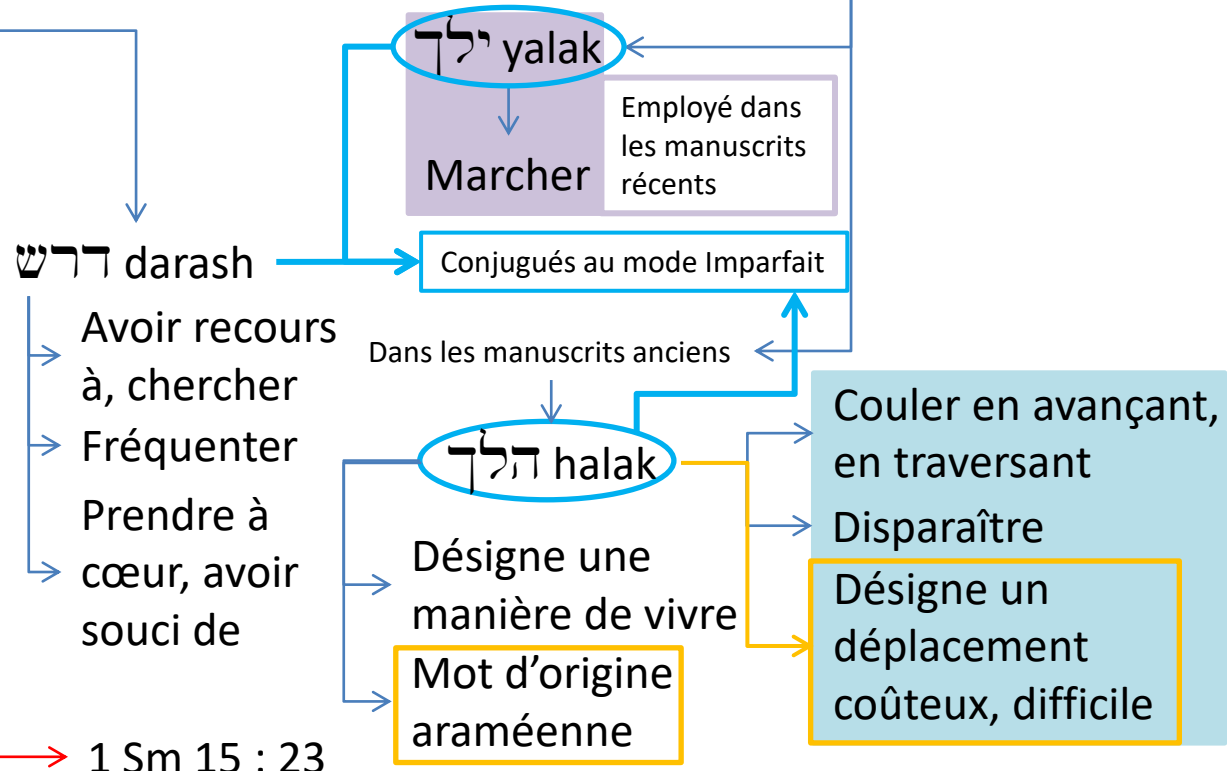 ילך yalak
Marcher
Employé dans
les manuscrits
récents
דרש darash
Conjugués au mode Imparfait
Avoir recours
à, chercher
Fréquenter
Prendre à
cœur, avoir
souci de
Dans les manuscrits anciens
הלך halak
Désigne une
manière de vivre
Mot d’origine
araméenne
Couler en avançant,
en traversant
Disparaître
Désigne un
déplacement
coûteux, difficile
1 Sm 15 : 23